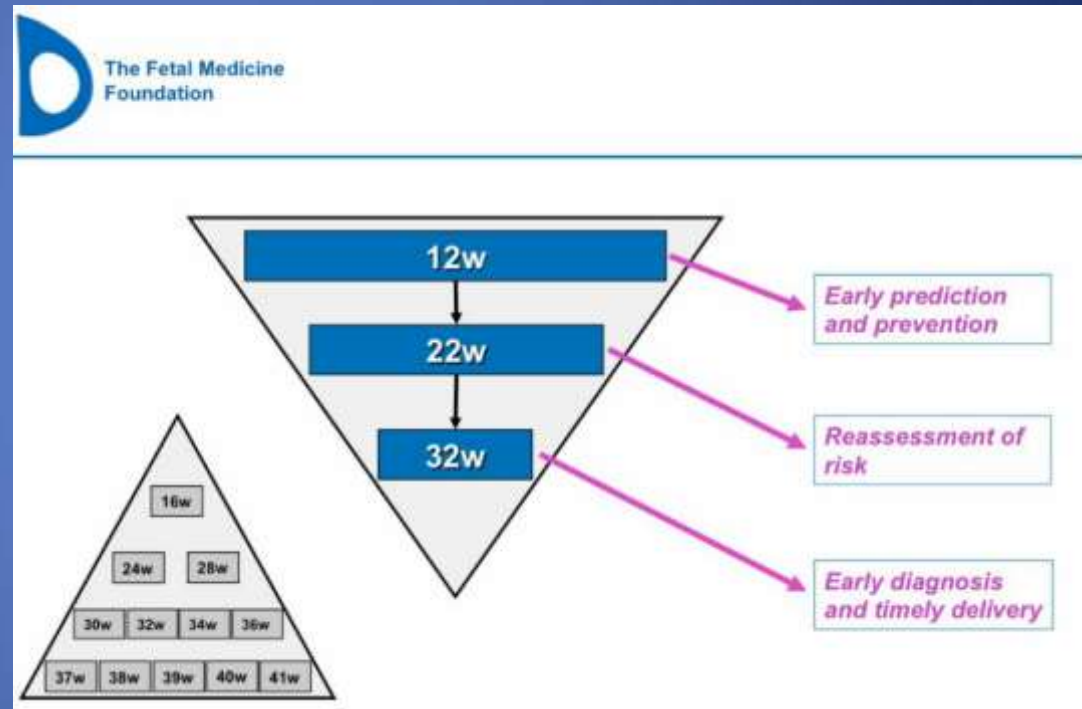 The Fetal Medicine
Foundation
12w
Early prediction
and prevention
22w
Reassessment of
risk
32w
Early diagnosis
and timely delivery
16w
24w 28w
30w 32w 34w 36w
37w 38w 39w 40w 41w